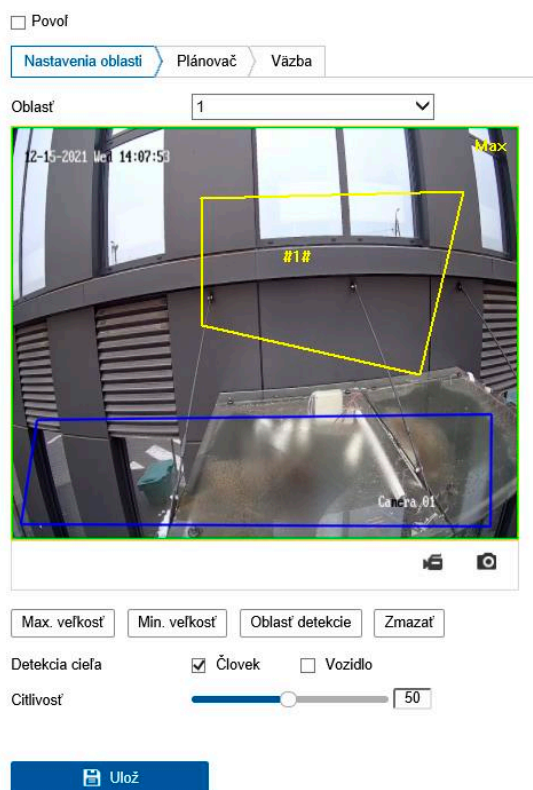 Povoľ
Nastavenia oblasti Plánovač Väzba
Oblasť 1
12-15-2021 Wed 14:07:53
Max
#1#
Camera 01
Max. veľkosť Min. veľkosť Oblasť detekcie Zmazať
Detekcia cieľa Človek Vozidlo
Citlivosť 50
Ulož